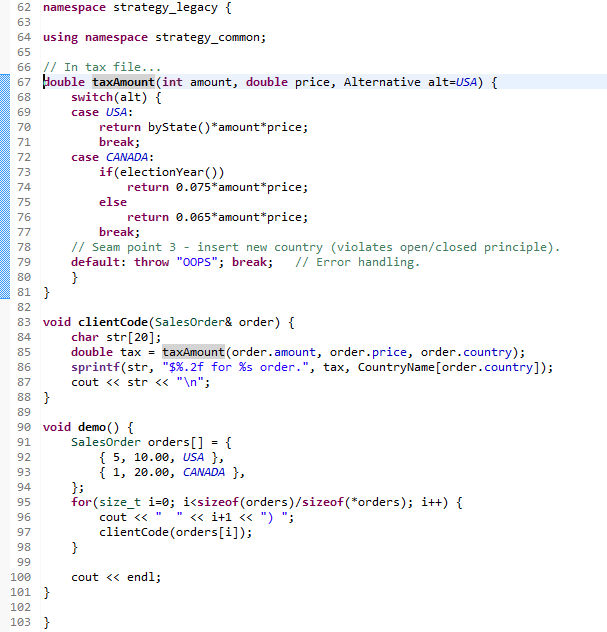 62 namespace strategy_legacy {
63
64 using namespace strategy_common;
65
66 // In tax file...
67 double taxAmount(int amount, double price, Alternative alt=USA) {
68     switch(alt) {
69     case USA:
70         return byState()*amount*price;
71         break;
72     case CANADA:
73         if(electionYear())
74             return 0.075*amount*price;
75         else
76             return 0.065*amount*price;
77         break;
78     // Seam point 3 - insert new country (violates open/closed principle).
79     default: throw "OOPS"; break;   // Error handling.
80     }
81 }
82
83 void clientCode(SalesOrder& order) {
84     char str[20];
85     double tax = taxAmount(order.amount, order.price, order.country);
86     sprintf(str, "$%.2f for %s order.", tax, CountryName[order.country]);
87     cout << str << "\n";
88 }
89
90 void demo() {
91     SalesOrder orders[] = {
92         { 5, 10.00, USA },
93         { 1, 20.00, CANADA },
94     };
95     for(size_t i=0; i<sizeof(orders)/sizeof(*orders); i++) {
96         cout << "  " << i+1 << ") ";
97         clientCode(orders[i]);
98     }
99
100     cout << endl;
101 }
102
103 }